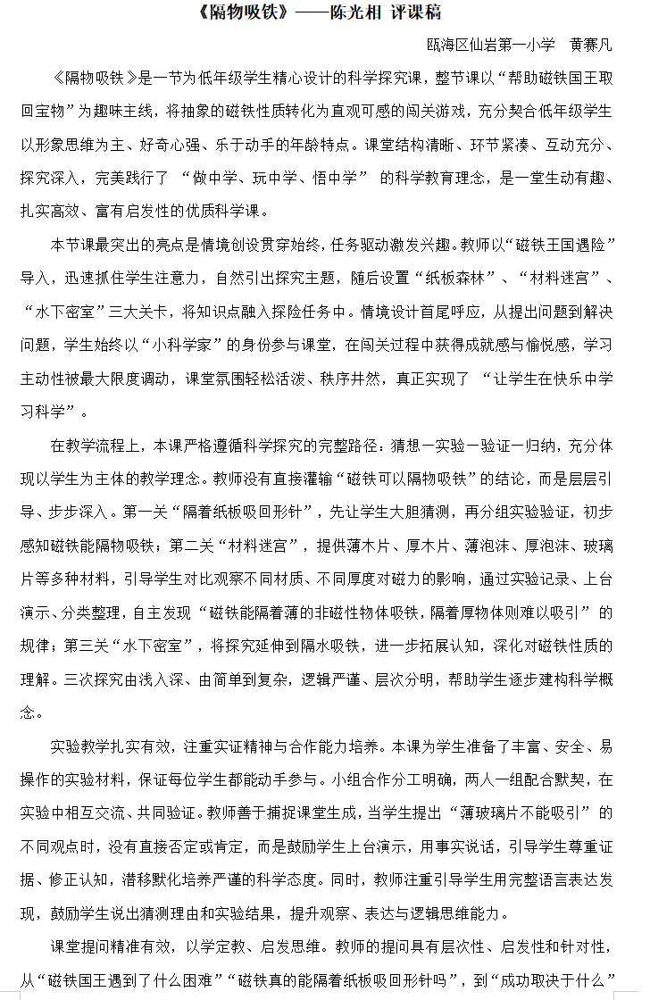 《隔物吸铁》——陈光相 评课稿
瓯海区仙岩第一小学　黄赛凡
《隔物吸铁》是一节为低年级学生精心设计的科学探究课，整节课以“帮助磁铁国王取
回宝物”为趣味主线，将抽象的磁铁性质转化为直观可感的闯关游戏，充分契合低年级学生
以形象思维为主、好奇心强、乐于动手的年龄特点。课堂结构清晰、环节紧凑、互动充分、
探究深入，完美践行了 “做中学、玩中学、悟中学” 的科学教育理念，是一堂生动有趣、
扎实高效、富有启发性的优质科学课。
本节课最突出的亮点是情境创设贯穿始终，任务驱动激发兴趣。教师以“磁铁王国遇险”
导入，迅速抓住学生注意力，自然引出探究主题，随后设置“纸板森林”、“材料迷宫”、
“水下密室”三大关卡，将知识点融入探险任务中。情境设计首尾呼应，从提出问题到解决
问题，学生始终以“小科学家”的身份参与课堂，在闯关过程中获得成就感与愉悦感，学习
主动性被最大限度调动，课堂氛围轻松活泼、秩序井然，真正实现了 “让学生在快乐中学
习科学”。
在教学流程上，本课严格遵循科学探究的完整路径：猜想—实验—验证—归纳，充分体
现以学生为主体的教学理念。教师没有直接灌输“磁铁可以隔物吸铁”的结论，而是层层引
导、步步深入。第一关“隔着纸板吸回形针”，先让学生大胆猜测，再分组实验验证，初步
感知磁铁能隔物吸铁；第二关“材料迷宫”，提供薄木片、厚木片、薄泡沫、厚泡沫、玻璃
片等多种材料，引导学生对比观察不同材质、不同厚度对磁力的影响，通过实验记录、上台
演示、分类整理，自主发现 “磁铁能隔着薄的非磁性物体吸铁，隔着厚物体则难以吸引” 的
规律；第三关“水下密室”，将探究延伸到隔水吸铁，进一步拓展认知，深化对磁铁性质的
理解。三次探究由浅入深、由简单到复杂，逻辑严谨、层次分明，帮助学生逐步建构科学概
念。
实验教学扎实有效，注重实证精神与合作能力培养。本课为学生准备了丰富、安全、易
操作的实验材料，保证每位学生都能动手参与。小组合作分工明确，两人一组配合默契，在
实验中相互交流、共同验证。教师善于捕捉课堂生成，当学生提出 “薄玻璃片不能吸引” 的
不同观点时，没有直接否定或肯定，而是鼓励学生上台演示，用事实说话，引导学生尊重证
据、修正认知，潜移默化培养严谨的科学态度。同时，教师注重引导学生用完整语言表达发
现，鼓励学生说出猜测理由和实验结果，提升观察、表达与逻辑思维能力。
课堂提问精准有效，以学定教、启发思维。教师的提问具有层次性、启发性和针对性，
从“磁铁国王遇到了什么困难”“磁铁真的能隔着纸板吸回形针吗”，到“成功取决于什么”